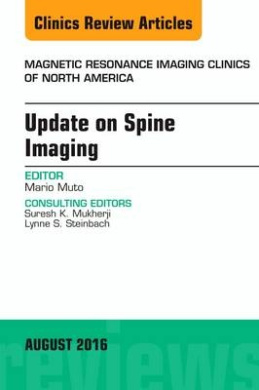 Clinics Review Articles
MAGNETIC RESONANCE IMAGING CLINICS
OF NORTH AMERICA
Update on Spine
Imaging
EDITOR
Mario Muto
CONSULTING EDITORS
Suresh K. Mukherji
Lynne S. Steinbach
AUGUST 2016
reviews